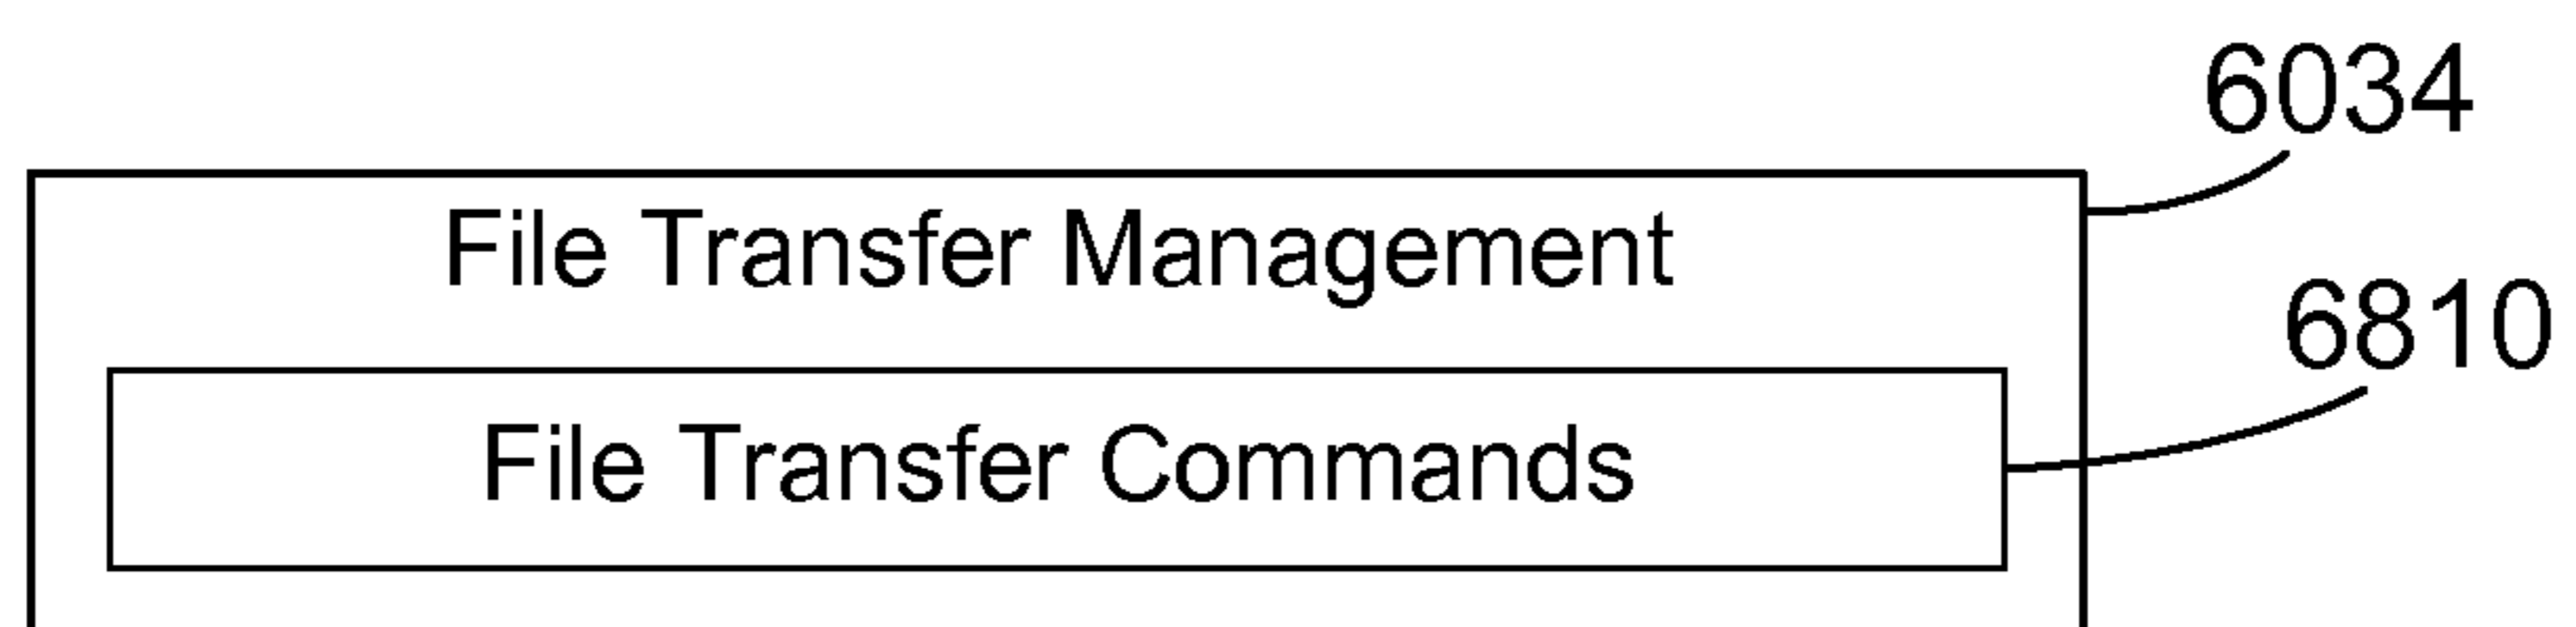 6034
File Transfer Management
6810
File Transfer Commands